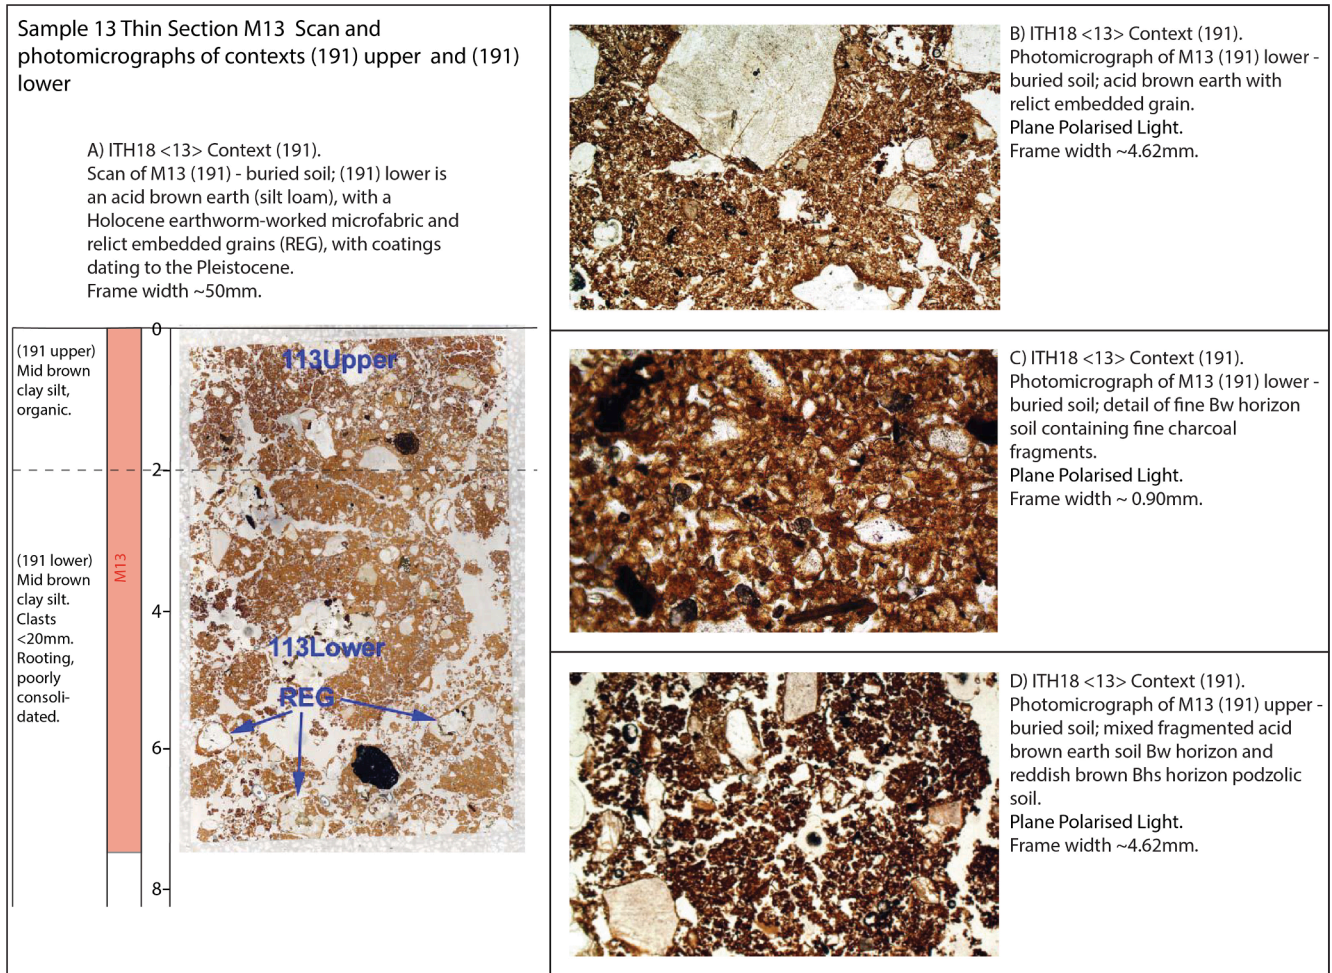 Sample 13 Thin Section M13  Scan and
photomicrographs of contexts (191) upper  and (191)
lower
A) ITH18 <13> Context (191).
Scan of M13 (191) - buried soil; (191) lower is
an acid brown earth (silt loam), with a
Holocene earthworm-worked microfabric and
relict embedded grains (REG), with coatings
dating to the Pleistocene.
Frame width ~50mm.
0
(191 upper)
Mid brown
clay silt,
organic.
113Upper
2
(191 lower)
Mid brown
clay silt.
Clasts
<20mm.
Rooting,
poorly
consoli-
dated.
M13
4
113Lower
REG
6
8
B) ITH18 <13> Context (191).
Photomicrograph of M13 (191) lower -
buried soil; acid brown earth with
relict embedded grain.
Plane Polarised Light.
Frame width ~4.62mm.
C) ITH18 <13> Context (191).
Photomicrograph of M13 (191) lower -
buried soil; detail of fine Bw horizon
soil containing fine charcoal
fragments.
Plane Polarised Light.
Frame width ~ 0.90mm.
D) ITH18 <13> Context (191).
Photomicrograph of M13 (191) upper -
buried soil; mixed fragmented acid
brown earth soil Bw horizon and
reddish brown Bhs horizon podzolic
soil.
Plane Polarised Light.
Frame width ~4.62mm.